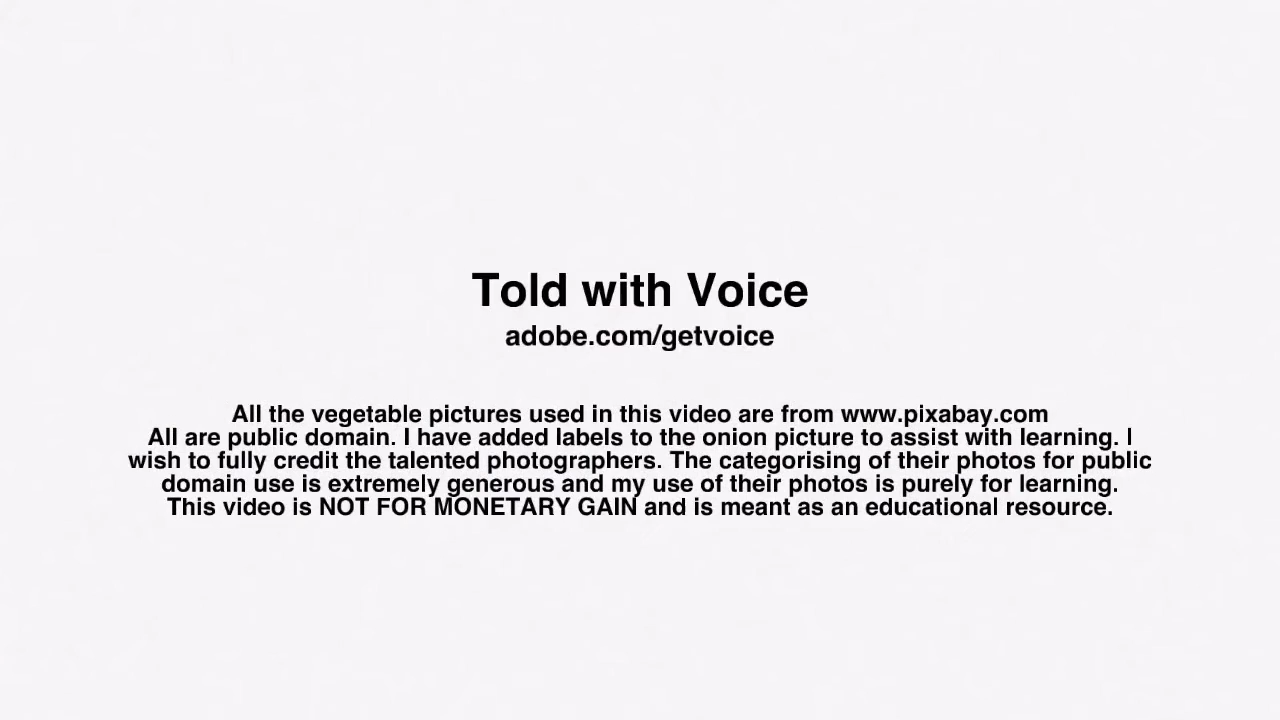 Told with Voice
adobe.com/getvoice
All the vegetable pictures used in this video are from www.pixabay.com
All are public domain. I have added labels to the onion picture to assist with learning. I
wish to fully credit the talented photographers. The categorising of their photos for public
domain use is extremely generous and my use of their photos is purely for learning.
This video is NOT FOR MONETARY GAIN and is meant as an educational resource.